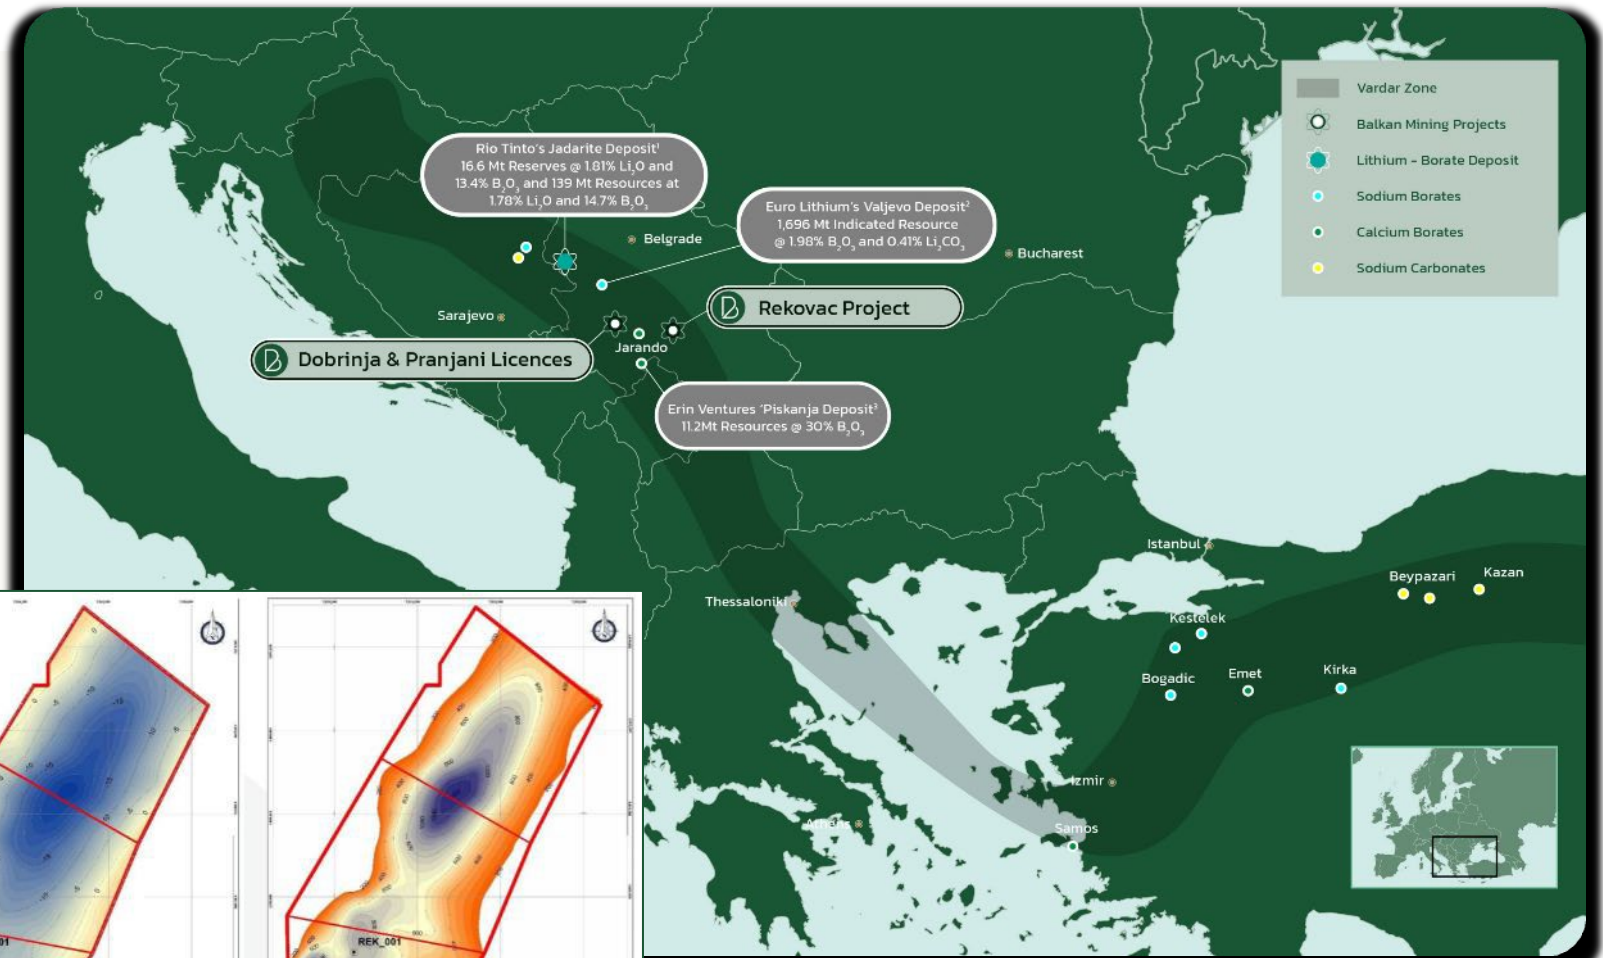 Vardar Zone
Balkan Mining Projects
Lithium - Borate Deposit
Sodium Borates
Calcium Borates
Sodium Carbonates
Rio Tinto's Jadarite Deposit¹
16.6 Mt Reserves @ 1.81% Li₂O and
13.4% B₂O₃ and 139 Mt Resources at
1.78% Li₂O and 14.7% B₂O₃
Euro Lithium's Valjevo Deposit²
1,696 Mt Indicated Resource
@ 1.98% B₂O₃ and 0.41% Li₂CO₃
Belgrade
Bucharest
Sarajevo
Rekovac Project
Dobrinja & Pranjani Licences
Jarando
Erin Ventures 'Piskanja Deposit³
11.2Mt Resources @ 30% B₂O₃
Istanbul
Beypazari
Kazan
Thessaloniki
Kestelek
Bogadic
Emet
Kirka
Izmir
Athens
Samos
REK_001